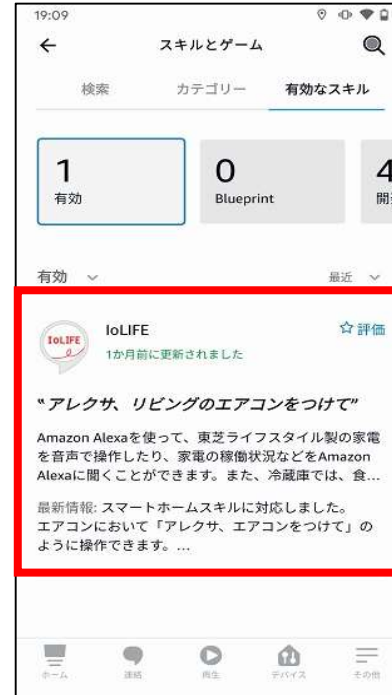 19:09
スキルとゲーム
検索
カテゴリー
有効なスキル
1
有効
0
Blueprint
4
有効
最近
IoLIFE
IoLIFE
☆評価
1か月前に更新されました
“アレクサ、リビングのエアコンをつけて”
Amazon Alexaを使って、東芝ライフスタイル製の家電
を音声で操作したり、家電の稼働状況などをAmazon
Alexaに聞くことができます。また、冷蔵庫では、食…
最新情報: スマートホームスキルに対応しました。
エアコンにおいて「アレクサ、エアコンをつけて」の
ように操作できます。…
ホーム
連絡
再生
デバイス
その他